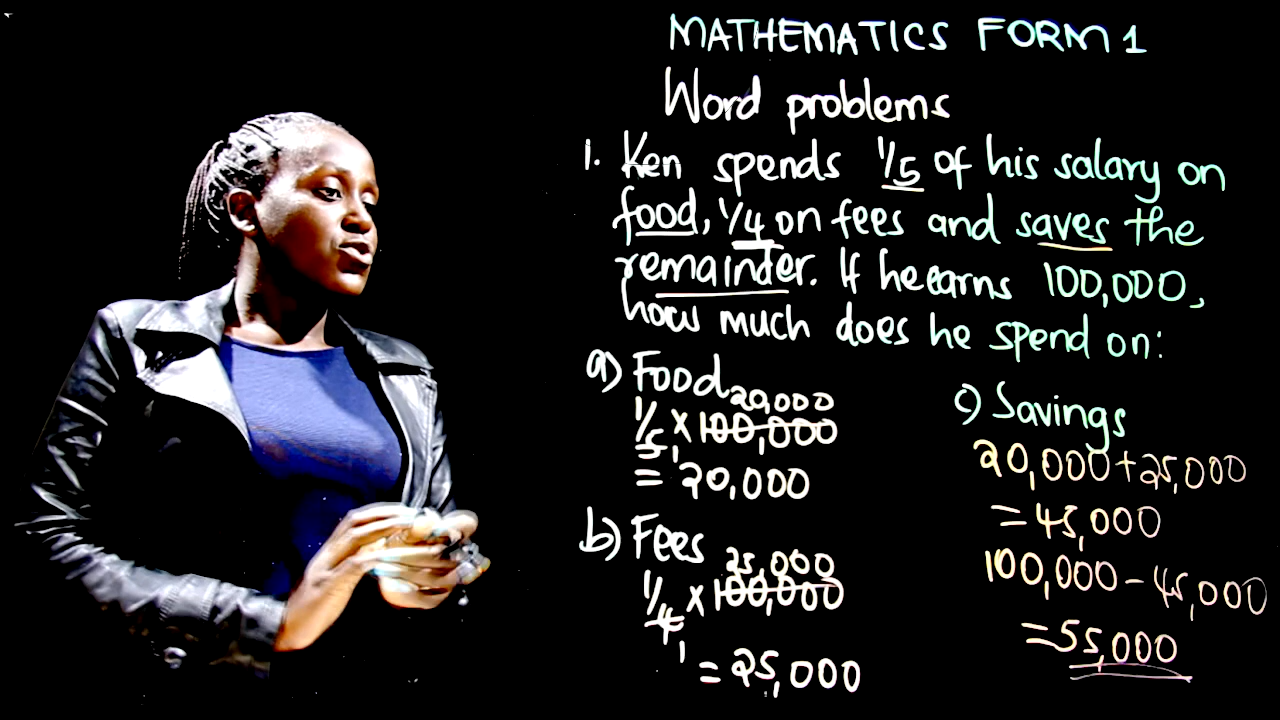 MATHEMATICS FORM 1
Word problems
1. Ken spends 1/5 of his salary on
food, 1/4 on fees and saves the
remainder. If he earns 100,000,
how much does he spend on:
a) Food
20,000
1/5 x 100,000
1
= 20,000
b) Fees
25,000
1/4 x 100,000
1
= 25,000
c) Savings
20,000 + 25,000
= 45,000
100,000 - 45,000
= 55,000